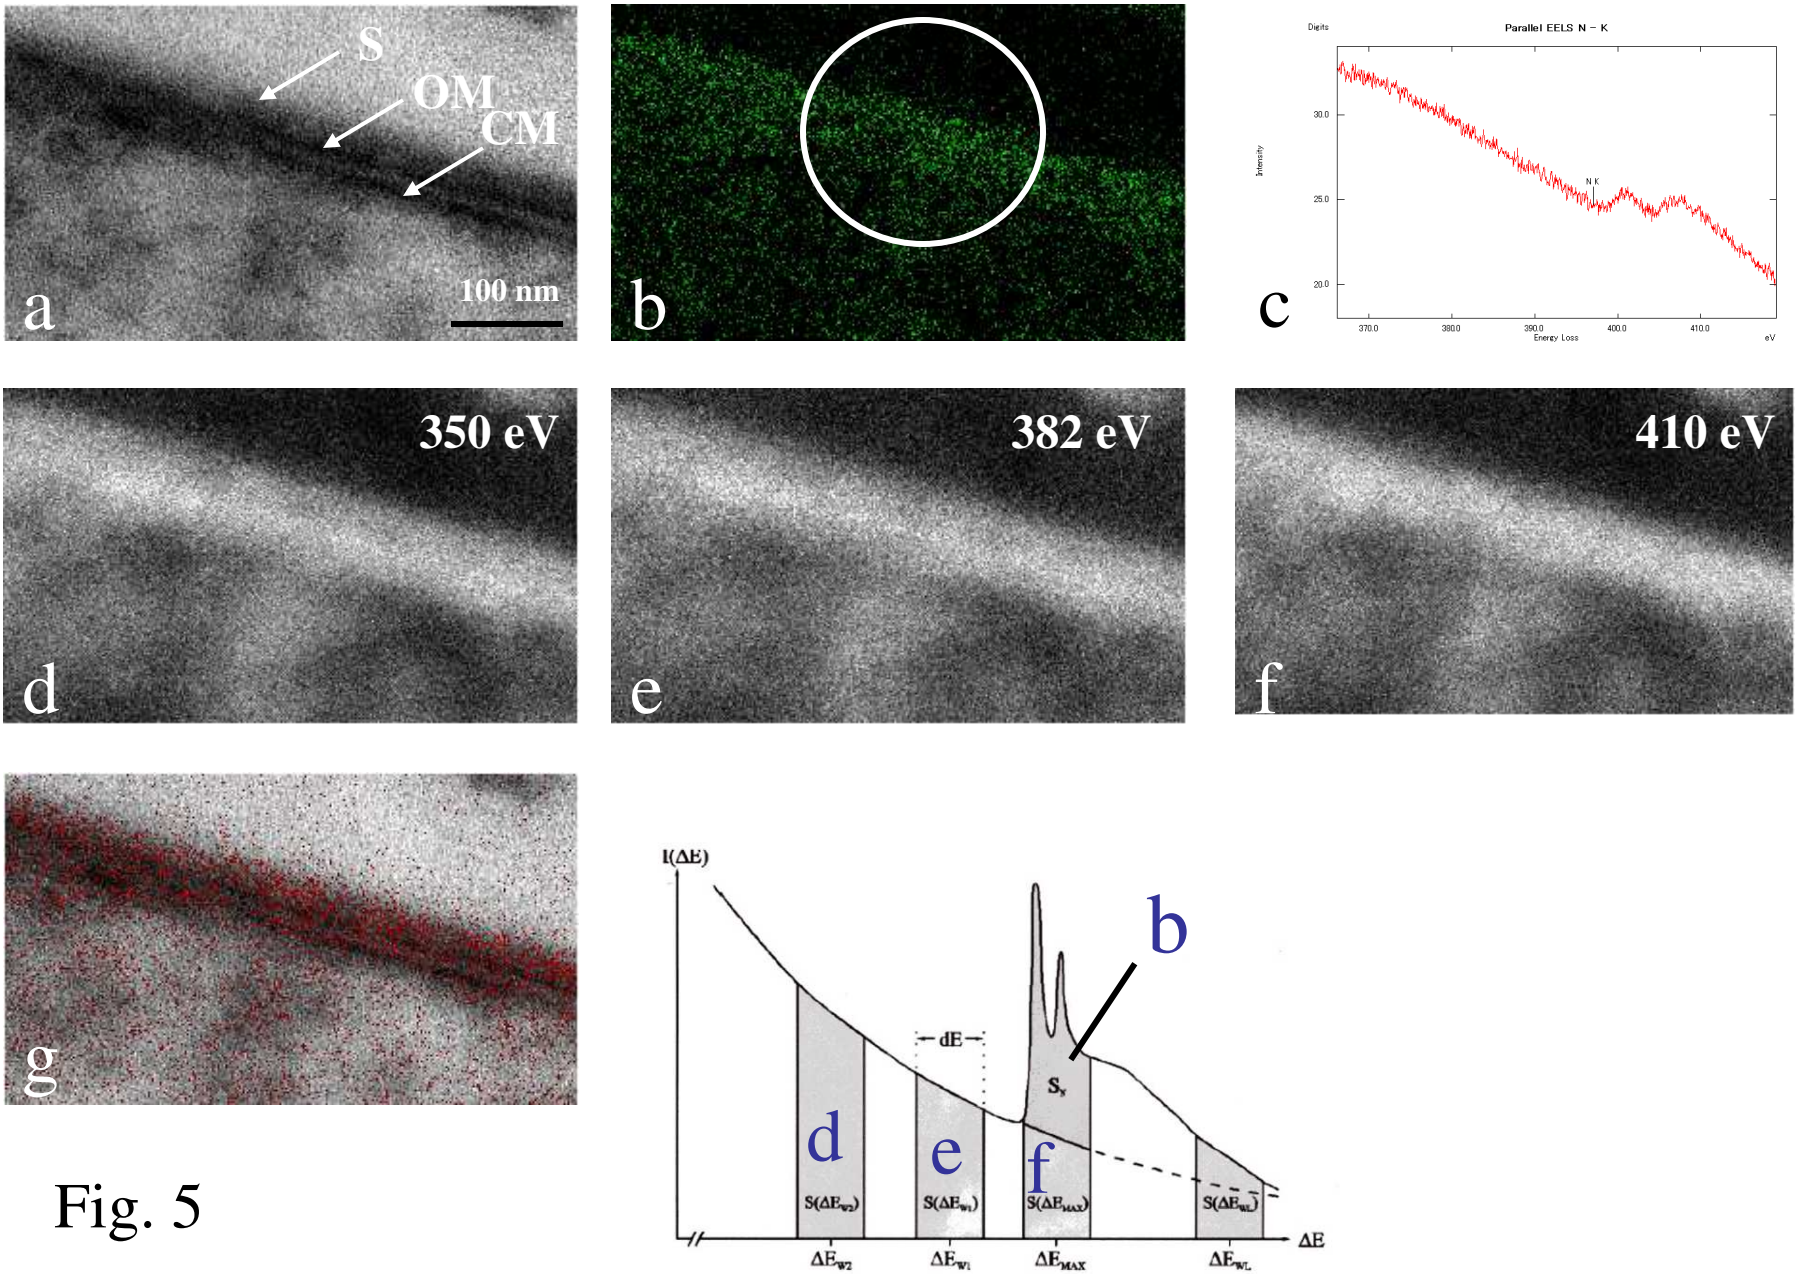 S
OM
CM
100 nm
a
b
Digits
Parallel EELS N - K
30.0
25.0
20.0
Intensity
N K
370.0 380.0 390.0 400.0 410.0
Energy Loss
eV
c
350 eV
d
382 eV
e
410 eV
f
g
Fig. 5
I(ΔE)
b
dE
S_N
d
e
f
S(ΔE_W2)
S(ΔE_W1)
S(ΔE_MAX)
S(ΔE_WL)
ΔE
ΔE_W2
ΔE_W1
ΔE_MAX
ΔE_WL